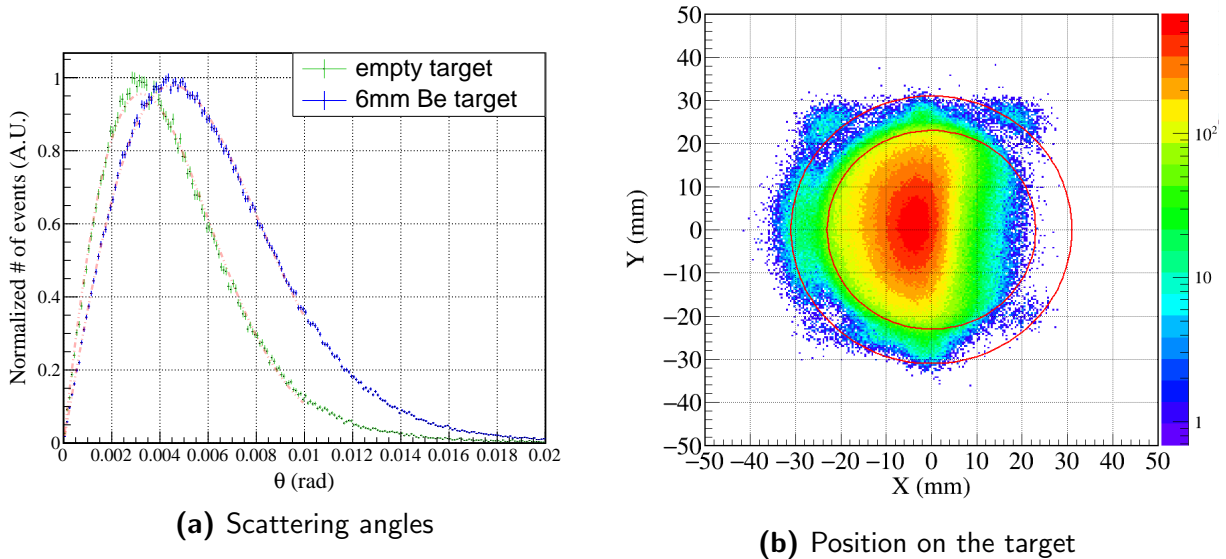 empty target
6mm Be target
Normalized # of events (A.U.)
1
0.8
0.6
0.4
0.2
0
0 0.002 0.004 0.006 0.008 0.01 0.012 0.014 0.016 0.018 0.02
θ (rad)
(a) Scattering angles
Y (mm)
50
40
30
20
10
0
−10
−20
−30
−40
−50
−50 −40 −30 −20 −10 0 10 20 30 40 50
X (mm)
10²
10
1
(b) Position on the target